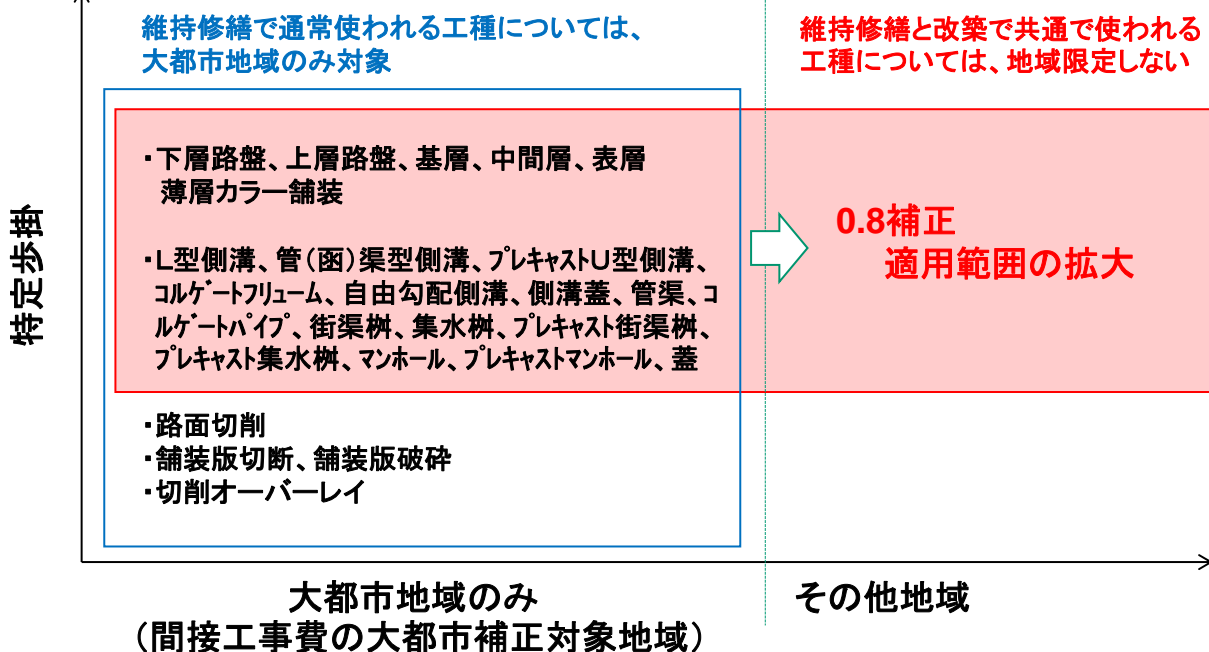 維持修繕で通常使われる工種については、
大都市地域のみ対象
維持修繕と改築で共通で使われる
工種については、地域限定しない
特定歩掛
・下層路盤、上層路盤、基層、中間層、表層
薄層カラー舗装
・L型側溝、管(函)渠型側溝、ﾌﾟﾚｷｬｽﾄU型側溝、
ｺﾙｹﾞｰﾄﾌﾘｭｰﾑ、自由勾配側溝、側溝蓋、管渠、ｺ
ﾙｹﾞｰﾄﾊﾟｲﾌﾟ、街渠桝、集水桝、ﾌﾟﾚｷｬｽﾄ街渠桝、
ﾌﾟﾚｷｬｽﾄ集水桝、ﾏﾝﾎｰﾙ、ﾌﾟﾚｷｬｽﾄﾏﾝﾎｰﾙ、蓋
・路面切削
・舗装版切断、舗装版破砕
・切削オーバーレイ
0.8補正
適用範囲の拡大
大都市地域のみ
(間接工事費の大都市補正対象地域)
その他地域